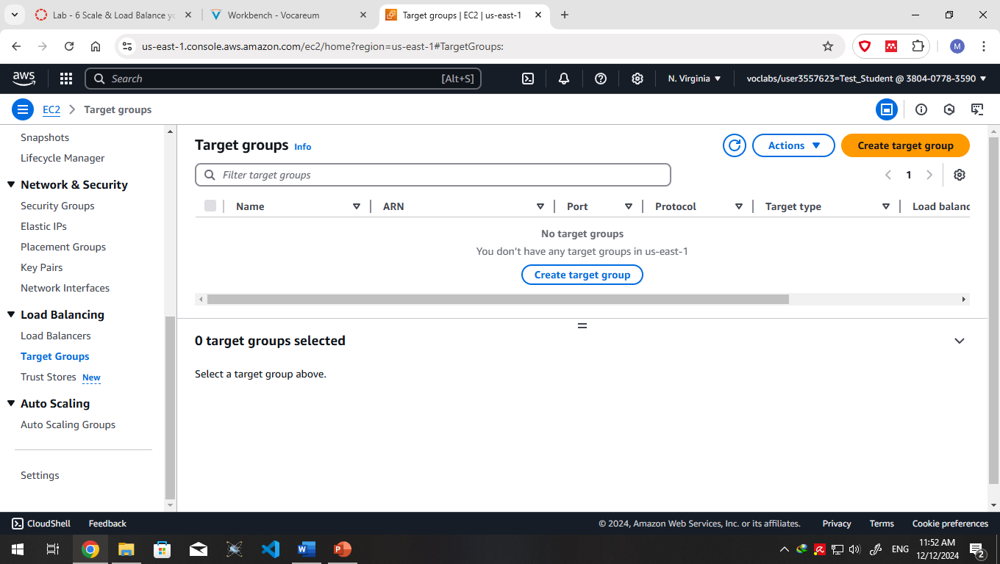 Lab - 6 Scale & Load Balance yo
Workbench - Vocareum
Target groups | EC2 | us-east-1
us-east-1.console.aws.amazon.com/ec2/home?region=us-east-1#TargetGroups:
M
aws
Search
[Alt+S]
N. Virginia
voclabs/user3557623=Test_Student @ 3804-0778-3590
EC2
Target groups
Snapshots
Lifecycle Manager
Network & Security
Security Groups
Elastic IPs
Placement Groups
Key Pairs
Network Interfaces
Load Balancing
Load Balancers
Target Groups
Trust Stores New
Auto Scaling
Auto Scaling Groups
Settings
Target groups Info
Actions
Create target group
Filter target groups
1
Name
ARN
Port
Protocol
Target type
Load balanc
No target groups
You don't have any target groups in us-east-1
Create target group
0 target groups selected
Select a target group above.
CloudShell
Feedback
© 2024, Amazon Web Services, Inc. or its affiliates.
Privacy
Terms
Cookie preferences
ENG
11:52 AM
12/12/2024
2